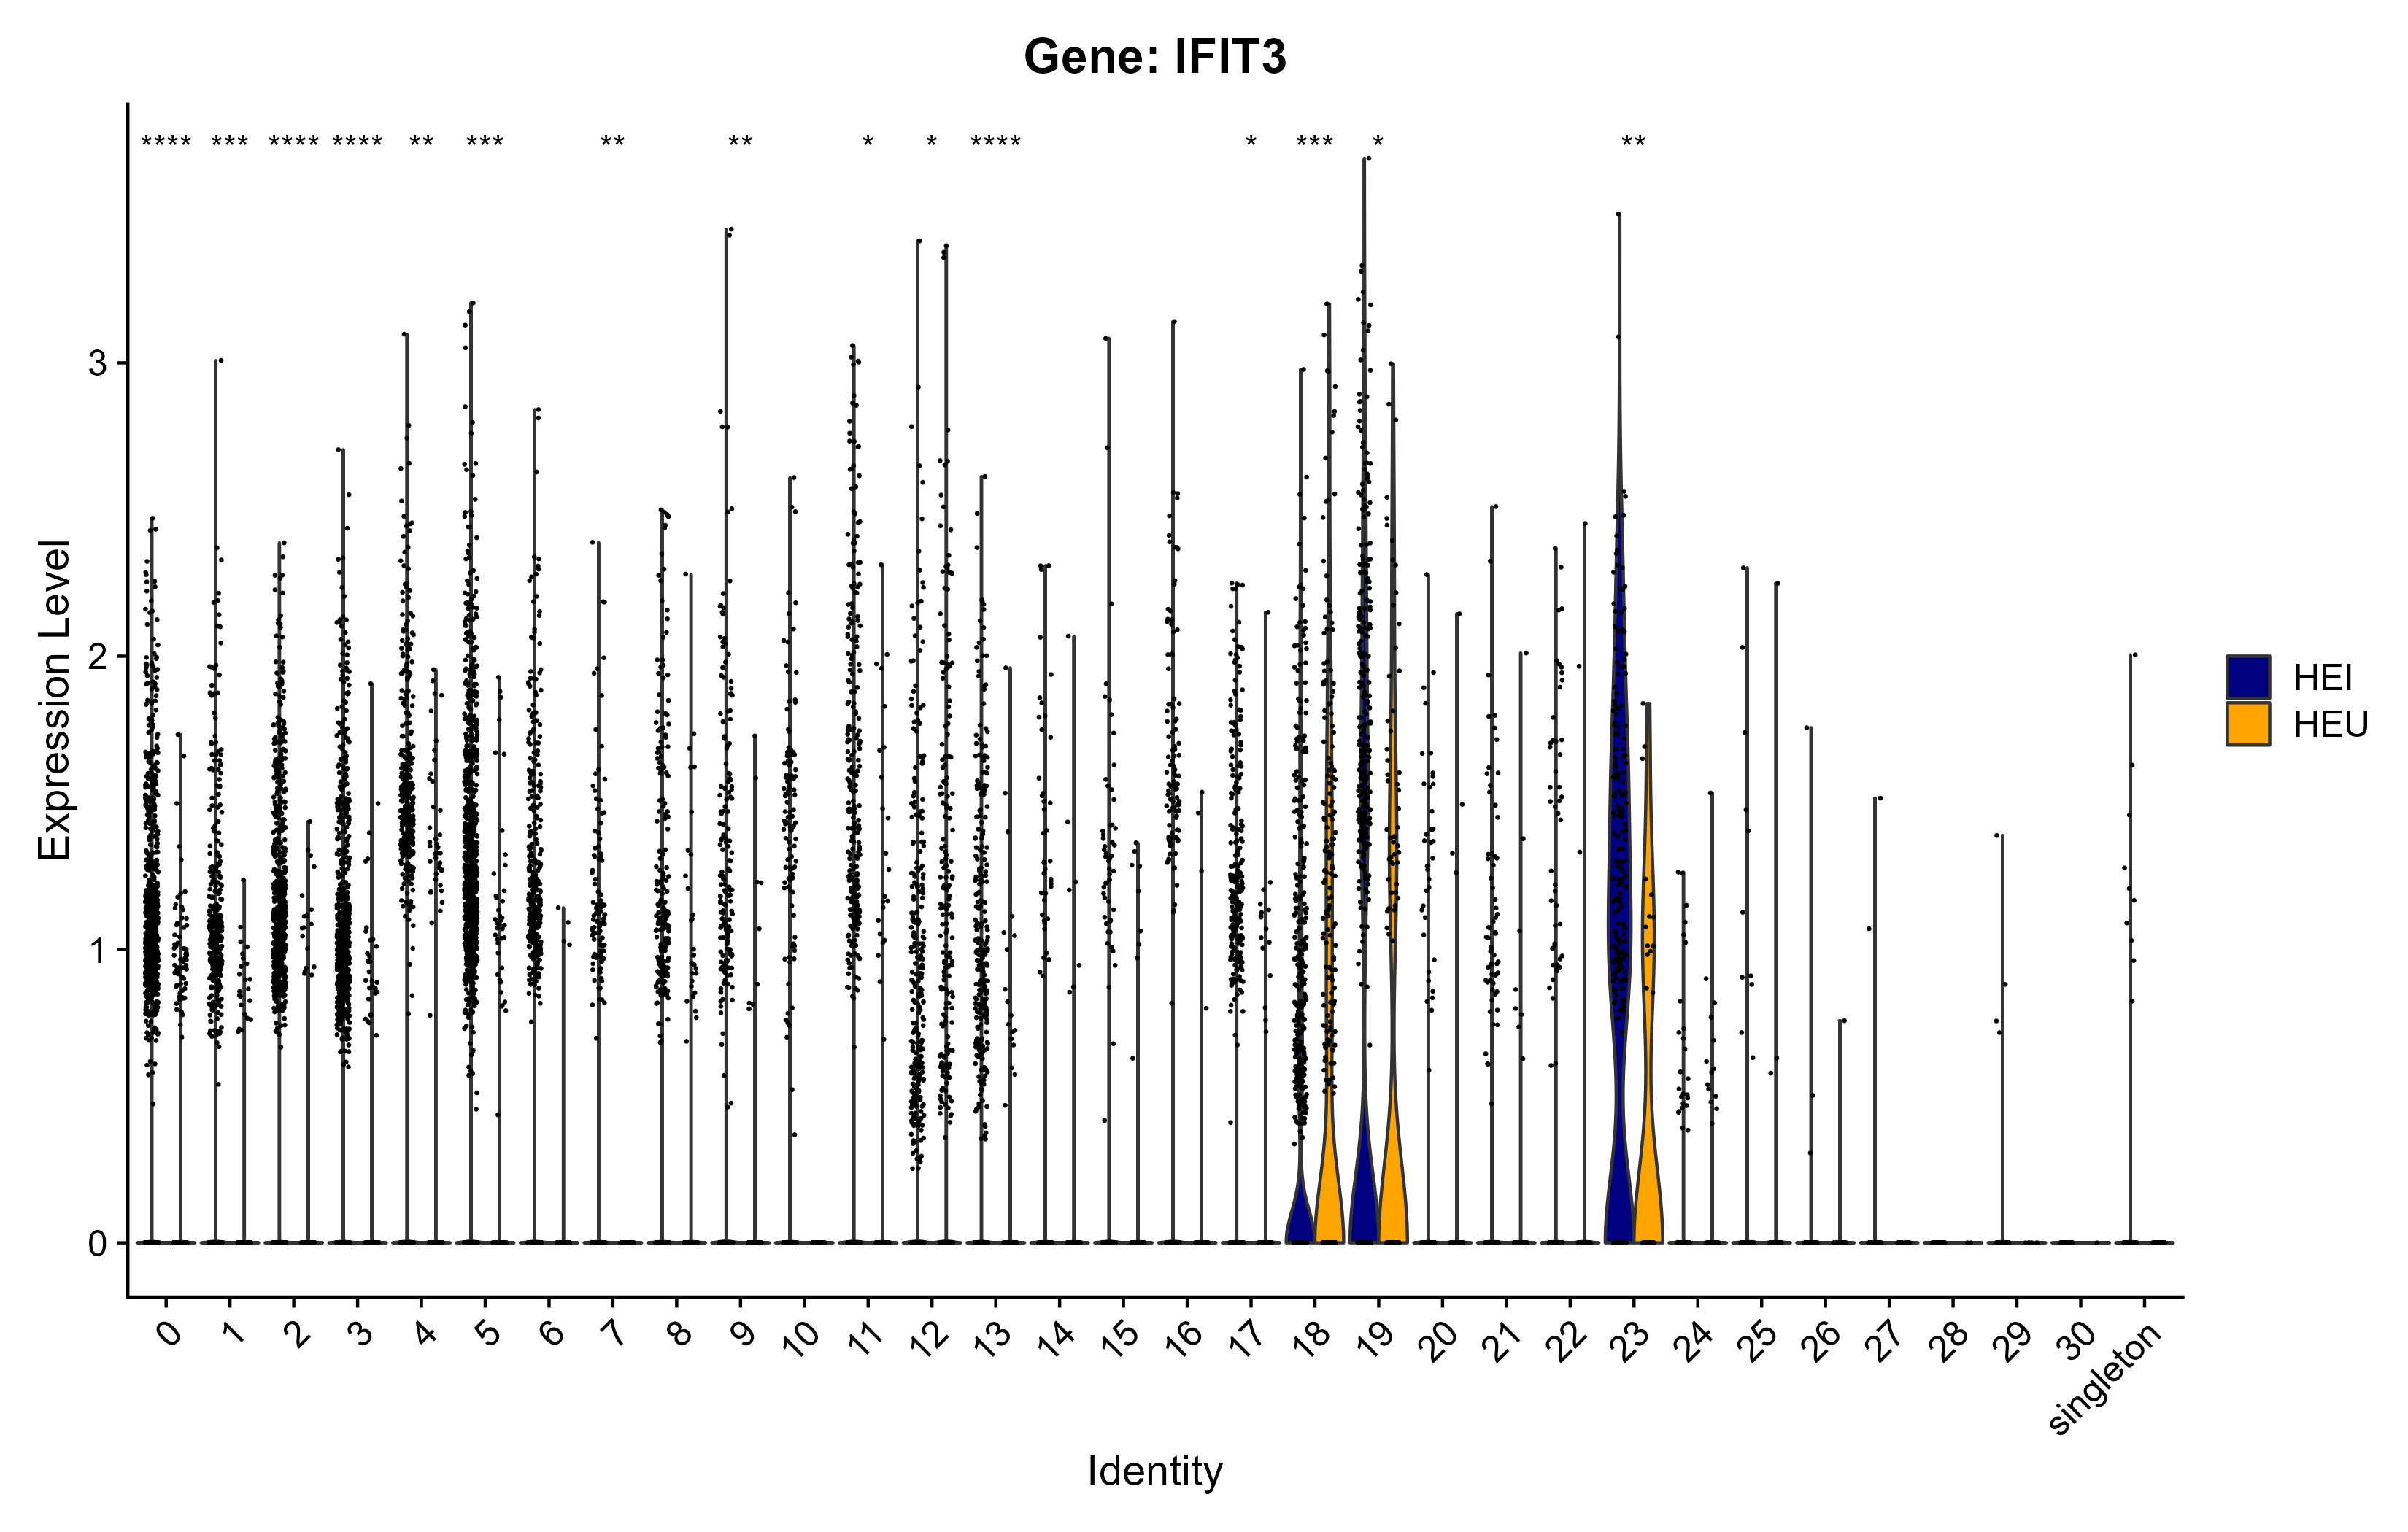 Gene: IFIT3
**** *** **** **** ** *** ** ** * * **** * *** * **
Expression Level
3
2
1
0
HEI
HEU
0 1 2 3 4 5 6 7 8 9 10 11 12 13 14 15 16 17 18 19 20 21 22 23 24 25 26 27 28 29 30 singleton
Identity